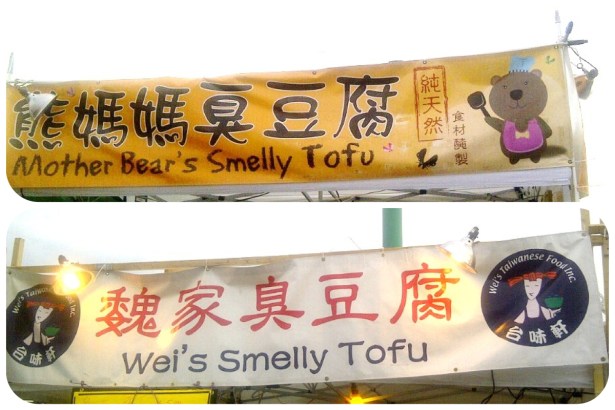 熊媽媽臭豆腐
Mother Bear's Smelly Tofu
純天然
食材
製
Wei's Taiwanese Food Inc.
台味軒
魏家臭豆腐
Wei's Smelly Tofu
Wei's Taiwanese Food Inc.
台味軒